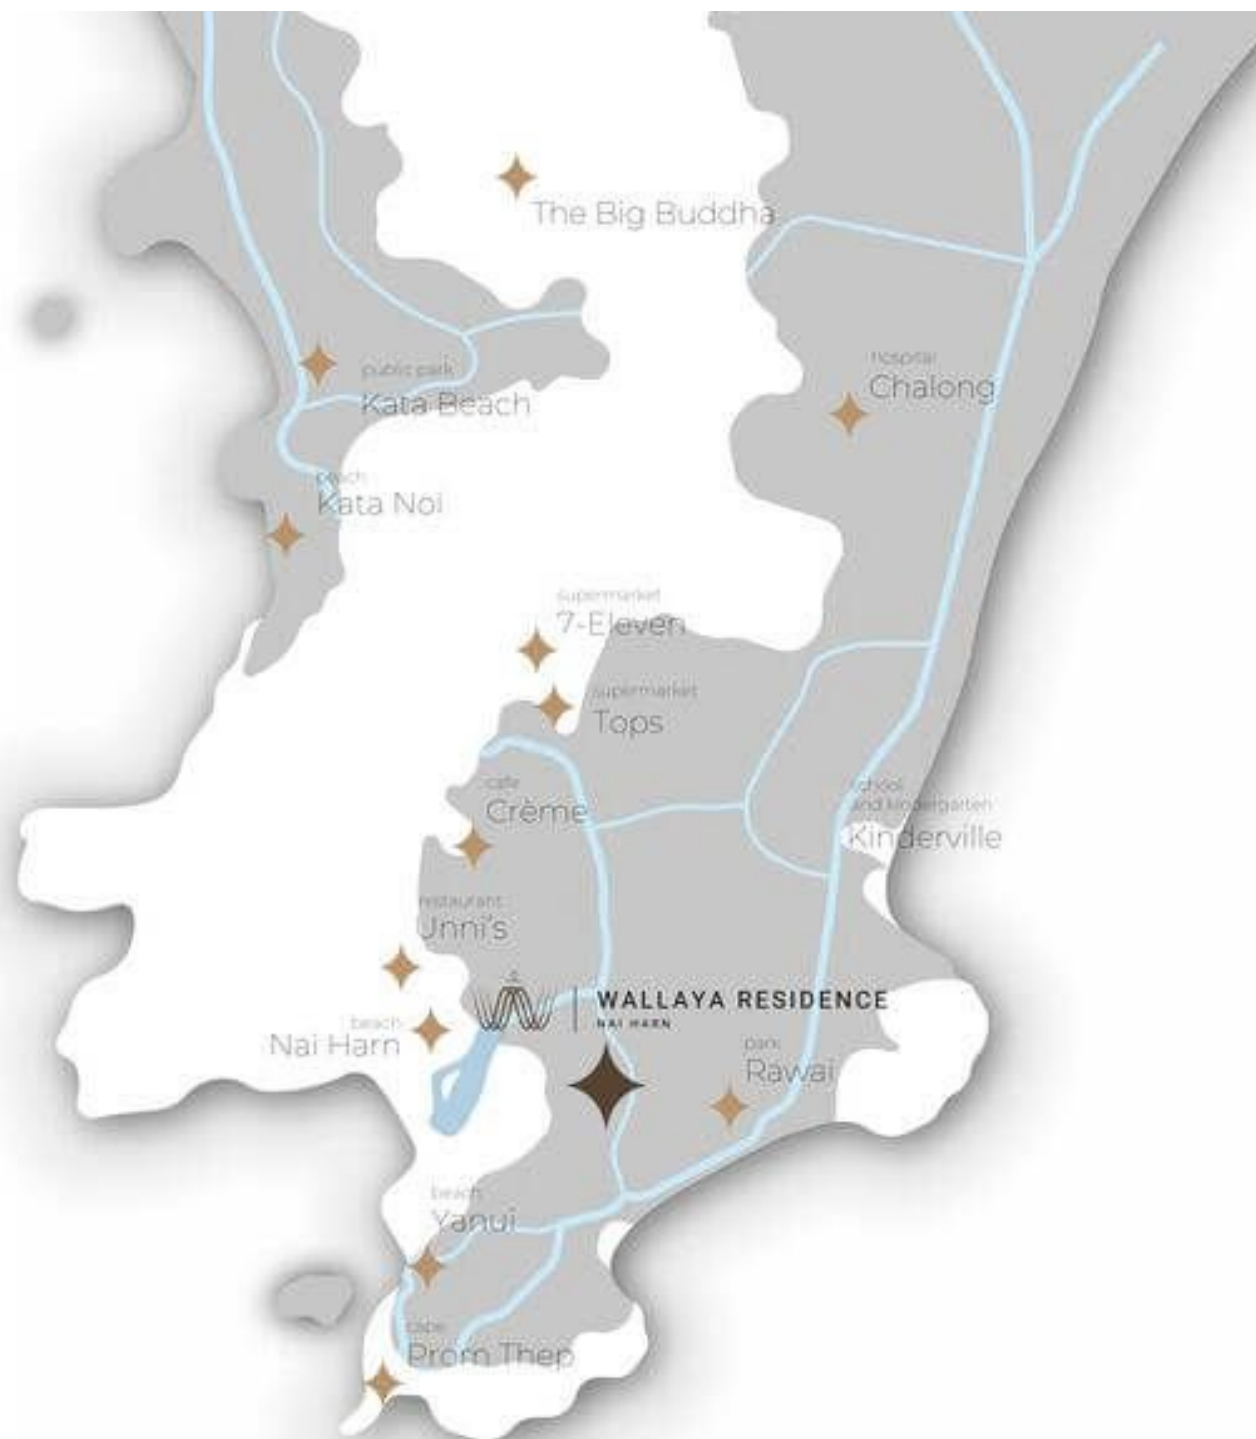 The Big Buddha
hospital
Chalong
public park
Kata Beach
beach
Kata Noi
supermarket
7-Eleven
supermarket
Tops
cafe
Crème
school
and kindergarten
Kinderville
restaurant
Unni's
WALLAYA RESIDENCE
NAI HARN
beach
Nai Harn
park
Rawai
beach
Yanui
cape
Prom Thep